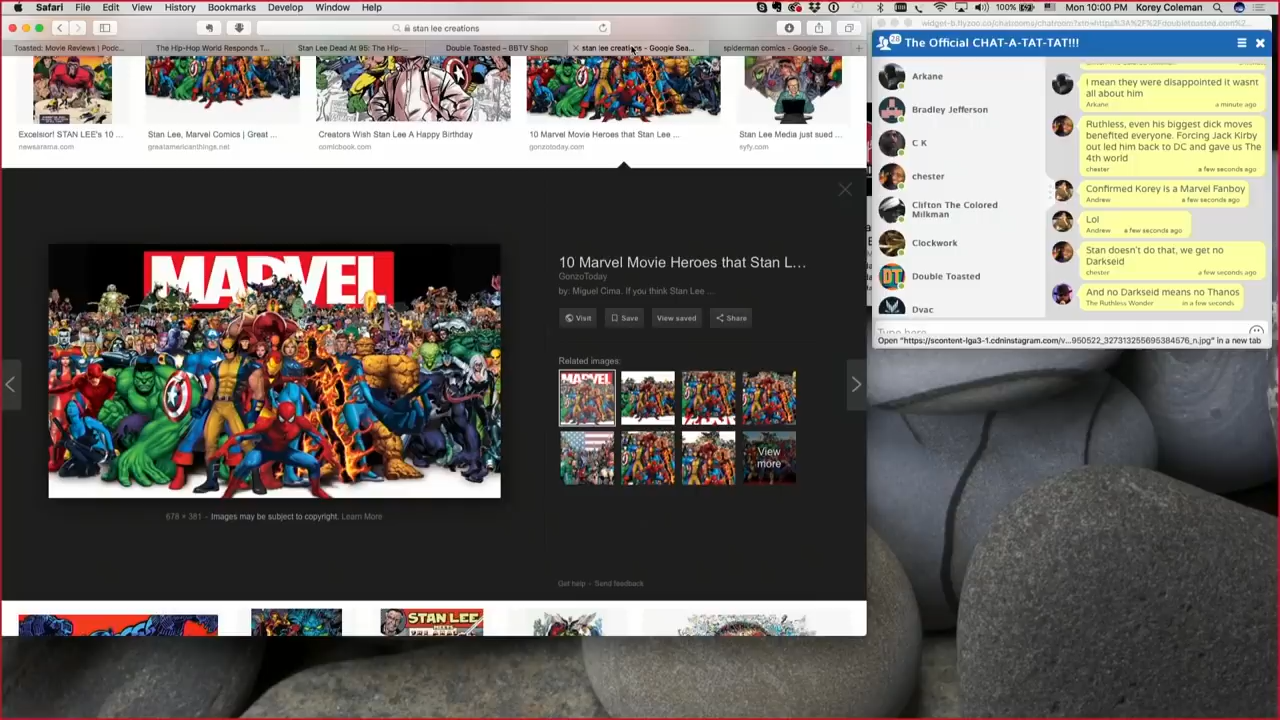 Safari File Edit View History Bookmarks Develop Window Help
100% Mon 10:00 PM Korey Coleman
stan lee creations
Toasted: Movie Reviews | Podc...
The Hip-Hop World Responds T...
Stan Lee Dead At 95: The Hip-...
Double Toasted – BBTV Shop
stan lee creations - Google Sea...
spiderman comics - Google Se...
Excelsior! STAN LEE'S 10 ...
newsarama.com
Stan Lee, Marvel Comics | Great ...
greatamericanthings.net
Creators Wish Stan Lee A Happy Birthday
comicbook.com
10 Marvel Movie Heroes that Stan Lee ...
gonzotoday.com
Stan Lee Media just sued ...
syfy.com
MARVEL
10 Marvel Movie Heroes that Stan L...
GonzoToday
by: Miguel Cima. If you think Stan Lee ...
Visit
Save
View saved
Share
Related images:
MARVEL
View
more
678 × 381 - Images may be subject to copyright. Learn More
Get help - Send feedback
STAN LEE
The Official CHAT-A-TAT-TAT!!!
Arkane
Bradley Jefferson
C K
chester
Clifton The Colored
Milkman
Clockwork
DT
Double Toasted
Dvac
I mean they were disappointed it wasnt
all about him
Arkane a minute ago
Ruthless, even his biggest dick moves
benefited everyone. Forcing Jack Kirby
out led him back to DC and gave us The
4th world
chester a few seconds ago
Confirmed Korey is a Marvel Fanboy
Andrew a few seconds ago
Lol
Andrew a few seconds ago
Stan doesn't do that, we get no
Darkseid
chester a few seconds ago
And no Darkseid means no Thanos
The Ruthless Wonder in a few seconds
Type here
Open "https://scontent-lga3-1.cdninstagram.com/v...950522_327313255695384576_n.jpg" in a new tab